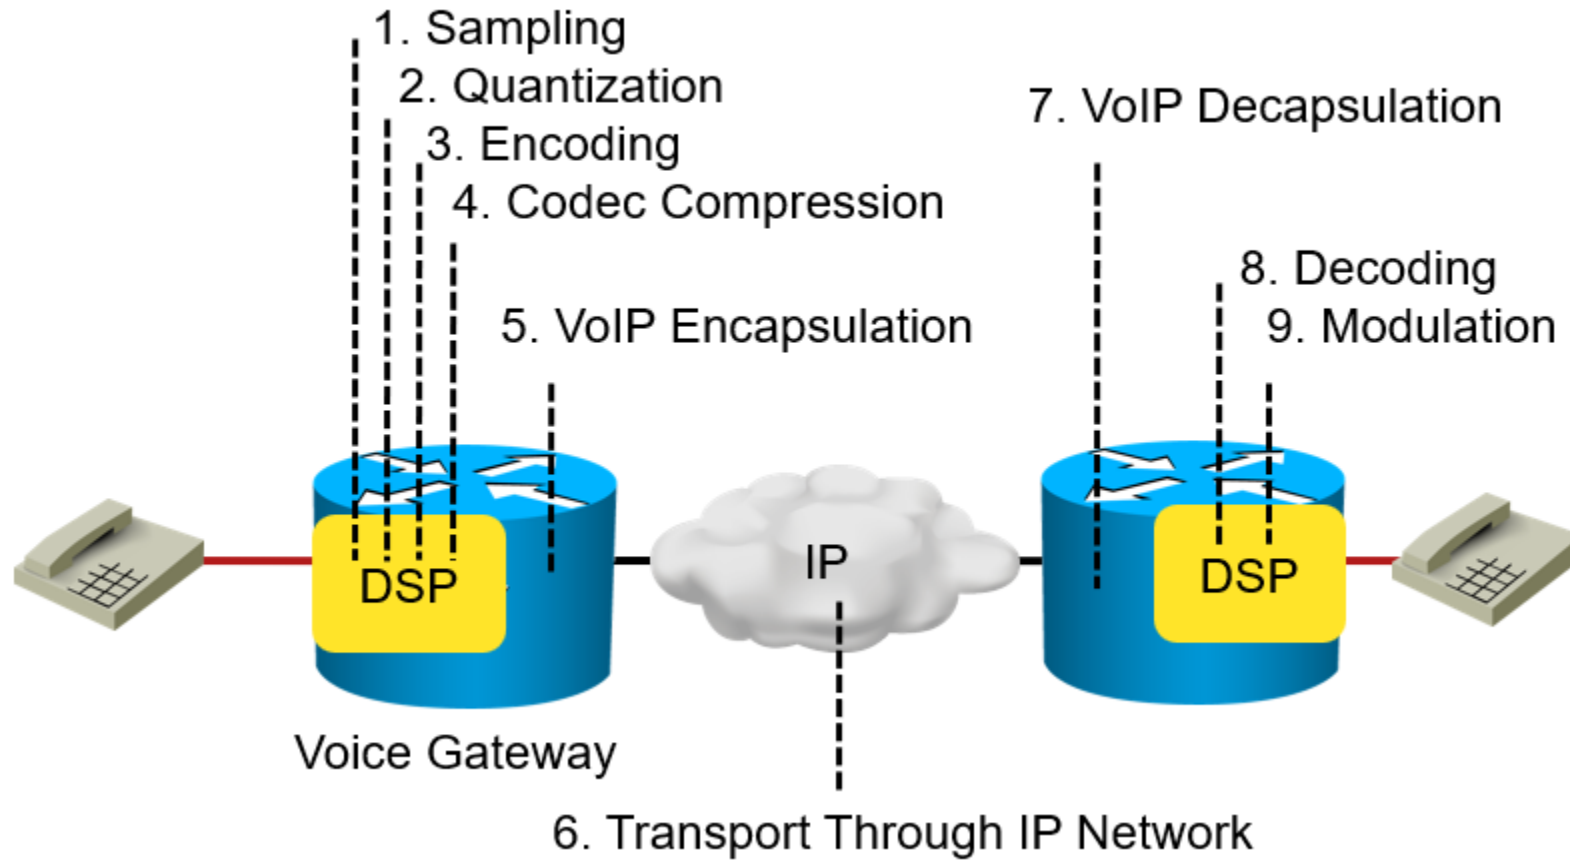 1. Sampling
2. Quantization
3. Encoding
4. Codec Compression
5. VoIP Encapsulation
7. VoIP Decapsulation
8. Decoding
9. Modulation
DSP
IP
DSP
Voice Gateway
6. Transport Through IP Network